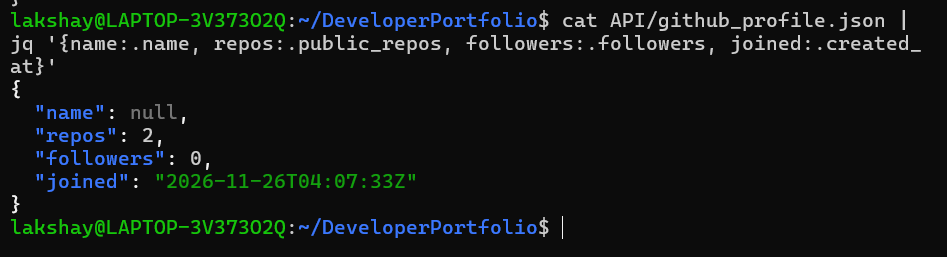 lakshay@LAPTOP-3V373O2Q:~/DeveloperPortfolio$ cat API/github_profile.json |
jq '{name:.name, repos:.public_repos, followers:.followers, joined:.created_
at}'
{
  "name": null,
  "repos": 2,
  "followers": 0,
  "joined": "2026-11-26T04:07:33Z"
}
lakshay@LAPTOP-3V373O2Q:~/DeveloperPortfolio$